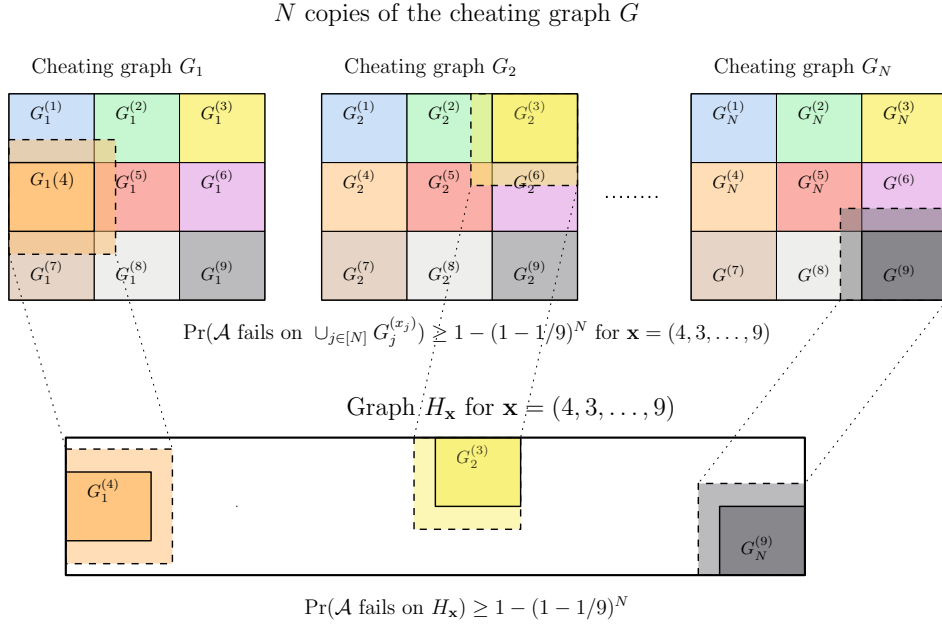 N copies of the cheating graph G
Cheating graph G_1 Cheating graph G_2 Cheating graph G_N
G_1^{(1)} G_1^{(2)} G_1^{(3)} G_2^{(1)} G_2^{(2)} G_2^{(3)} G_N^{(1)} G_N^{(2)} G_N^{(3)}
G_1(4) G_1^{(5)} G_1^{(6)} G_2^{(4)} G_2^{(5)} G_2^{(6)} ........ G_N^{(4)} G_N^{(5)} G^{(6)}
G_1^{(7)} G_1^{(8)} G_1^{(9)} G_2^{(7)} G_2^{(8)} G_2^{(9)} G^{(7)} G^{(8)} G^{(9)}
Pr(𝒜 fails on ∪_{j∈[N]} G_j^{(x_j)}) ≥ 1 − (1 − 1/9)^N for 𝐱 = (4, 3, . . . , 9)
Graph H_𝐱 for 𝐱 = (4, 3, . . . , 9)
G_1^{(4)} G_2^{(3)} G_N^{(9)}
Pr(𝒜 fails on H_𝐱) ≥ 1 − (1 − 1/9)^N